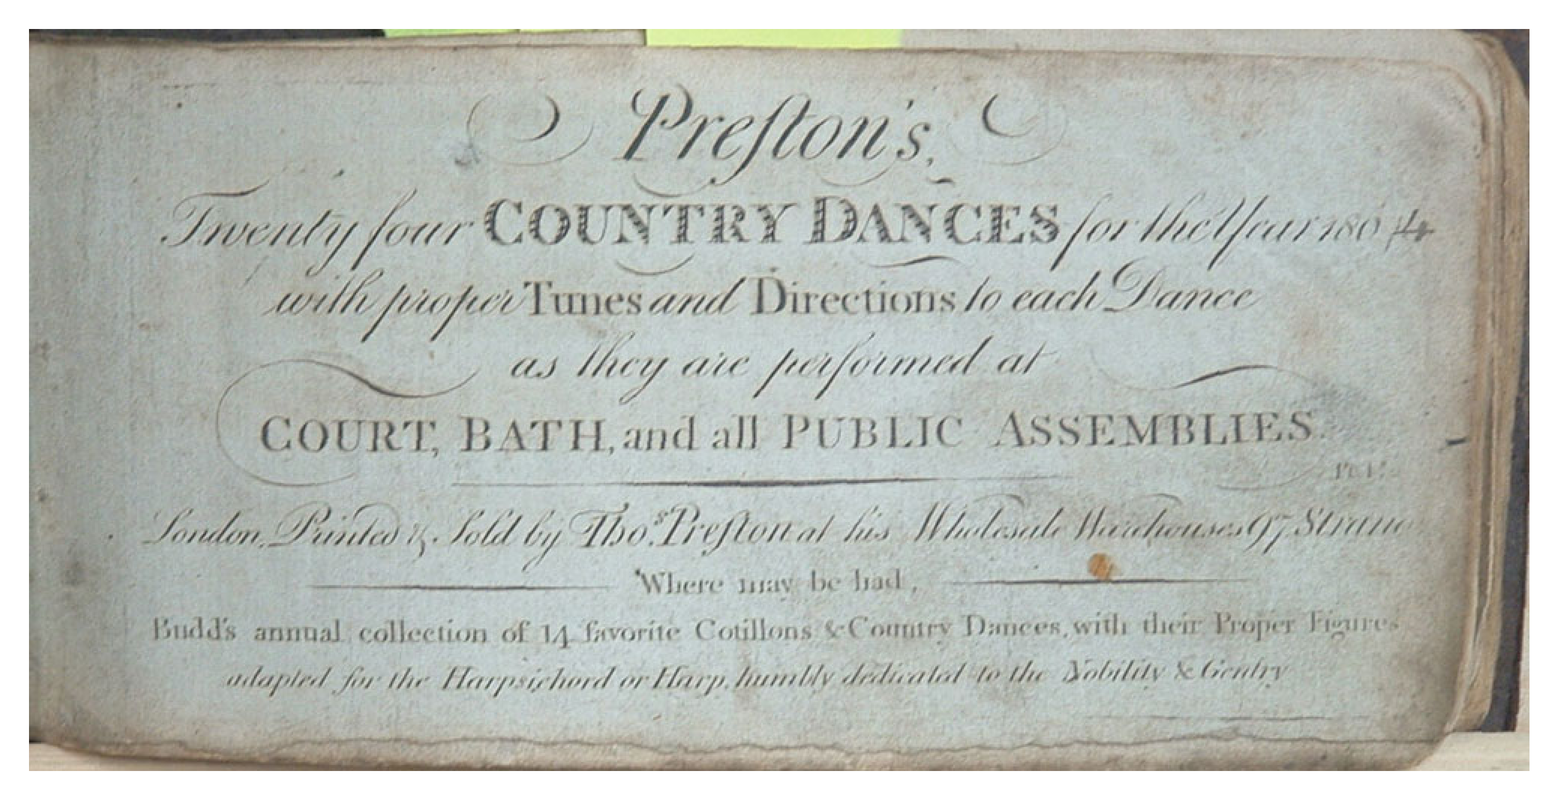 Preſton's,
Twenty four COUNTRY DANCES for the Year 1804
with proper Tunes and Directions to each Dance
as they are performed at
COURT, BATH, and all PUBLIC ASSEMBLIES.
London, Printed & Sold by Thos. Preſton at his Wholesale Warehouses 97 Strand
Where may be had,
Budd's annual collection of 14 favorite Cotillons & Country Dances, with their Proper Figures
adapted for the Harpsichord or Harp, humbly dedicated to the Nobility & Gentry